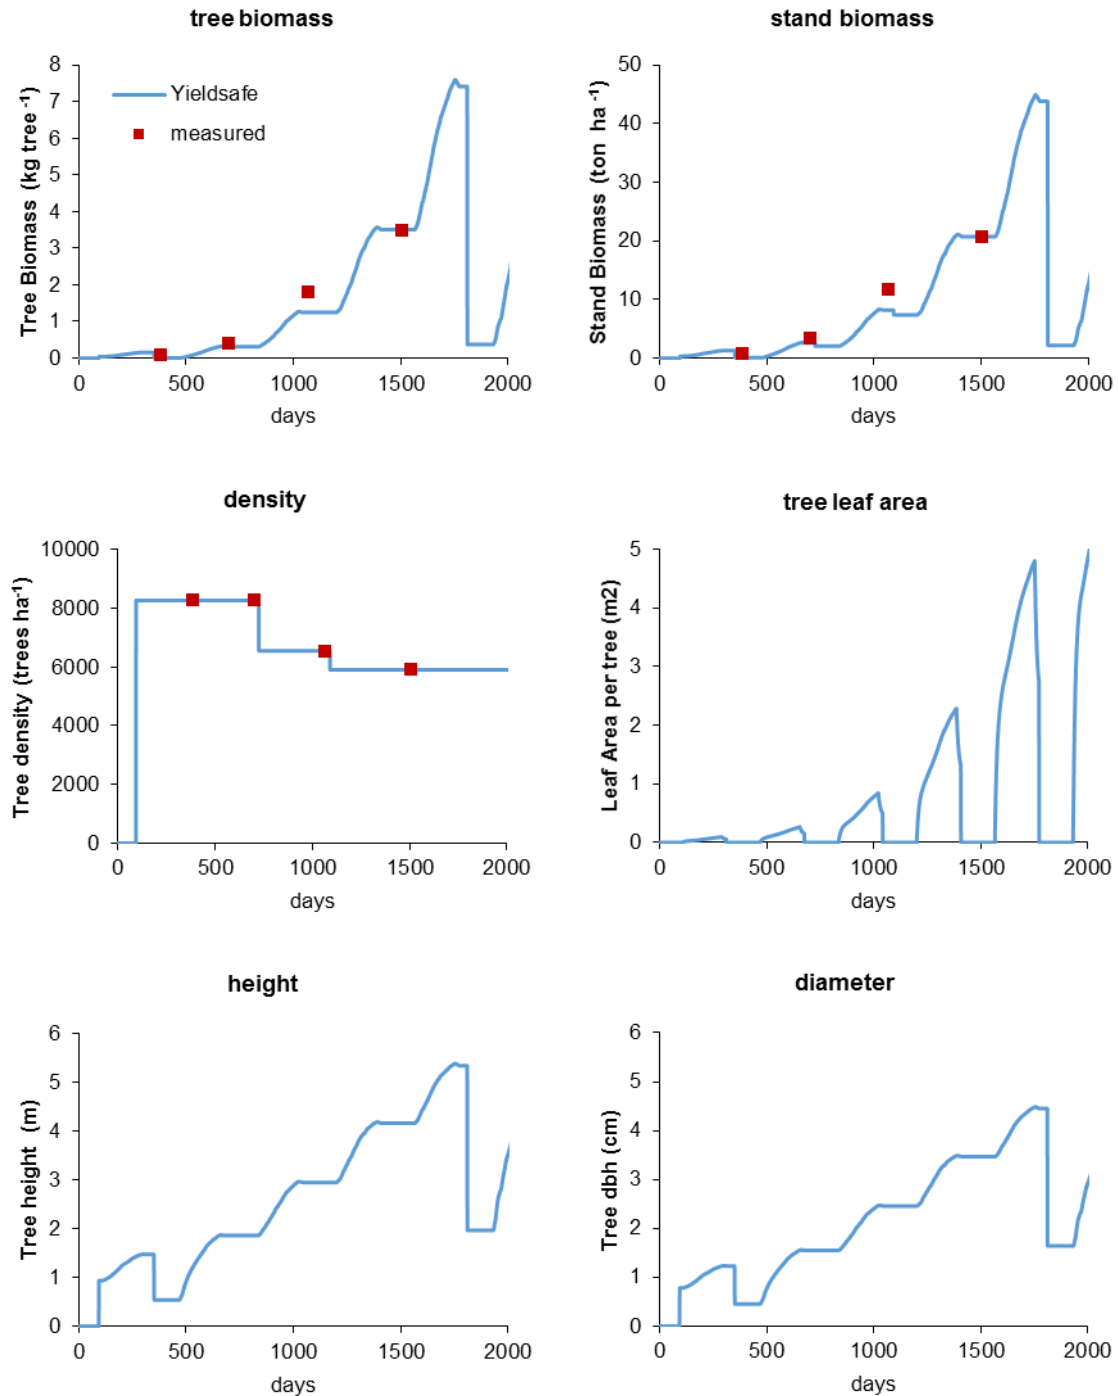 tree biomass
Tree Biomass (kg tree -1)
8
7
6
5
4
3
2
1
0
Yieldsafe
measured
0 500 1000 1500 2000
days
stand biomass
Stand Biomass (ton ha -1)
50
40
30
20
10
0
0 500 1000 1500 2000
days
density
Tree density (trees ha-1)
10000
8000
6000
4000
2000
0
0 500 1000 1500 2000
days
tree leaf area
Leaf Area per tree (m2)
5
4
3
2
1
0
0 500 1000 1500 2000
days
height
Tree height (m)
6
5
4
3
2
1
0
0 500 1000 1500 2000
days
diameter
Tree dbh (cm)
6
5
4
3
2
1
0
0 500 1000 1500 2000
days